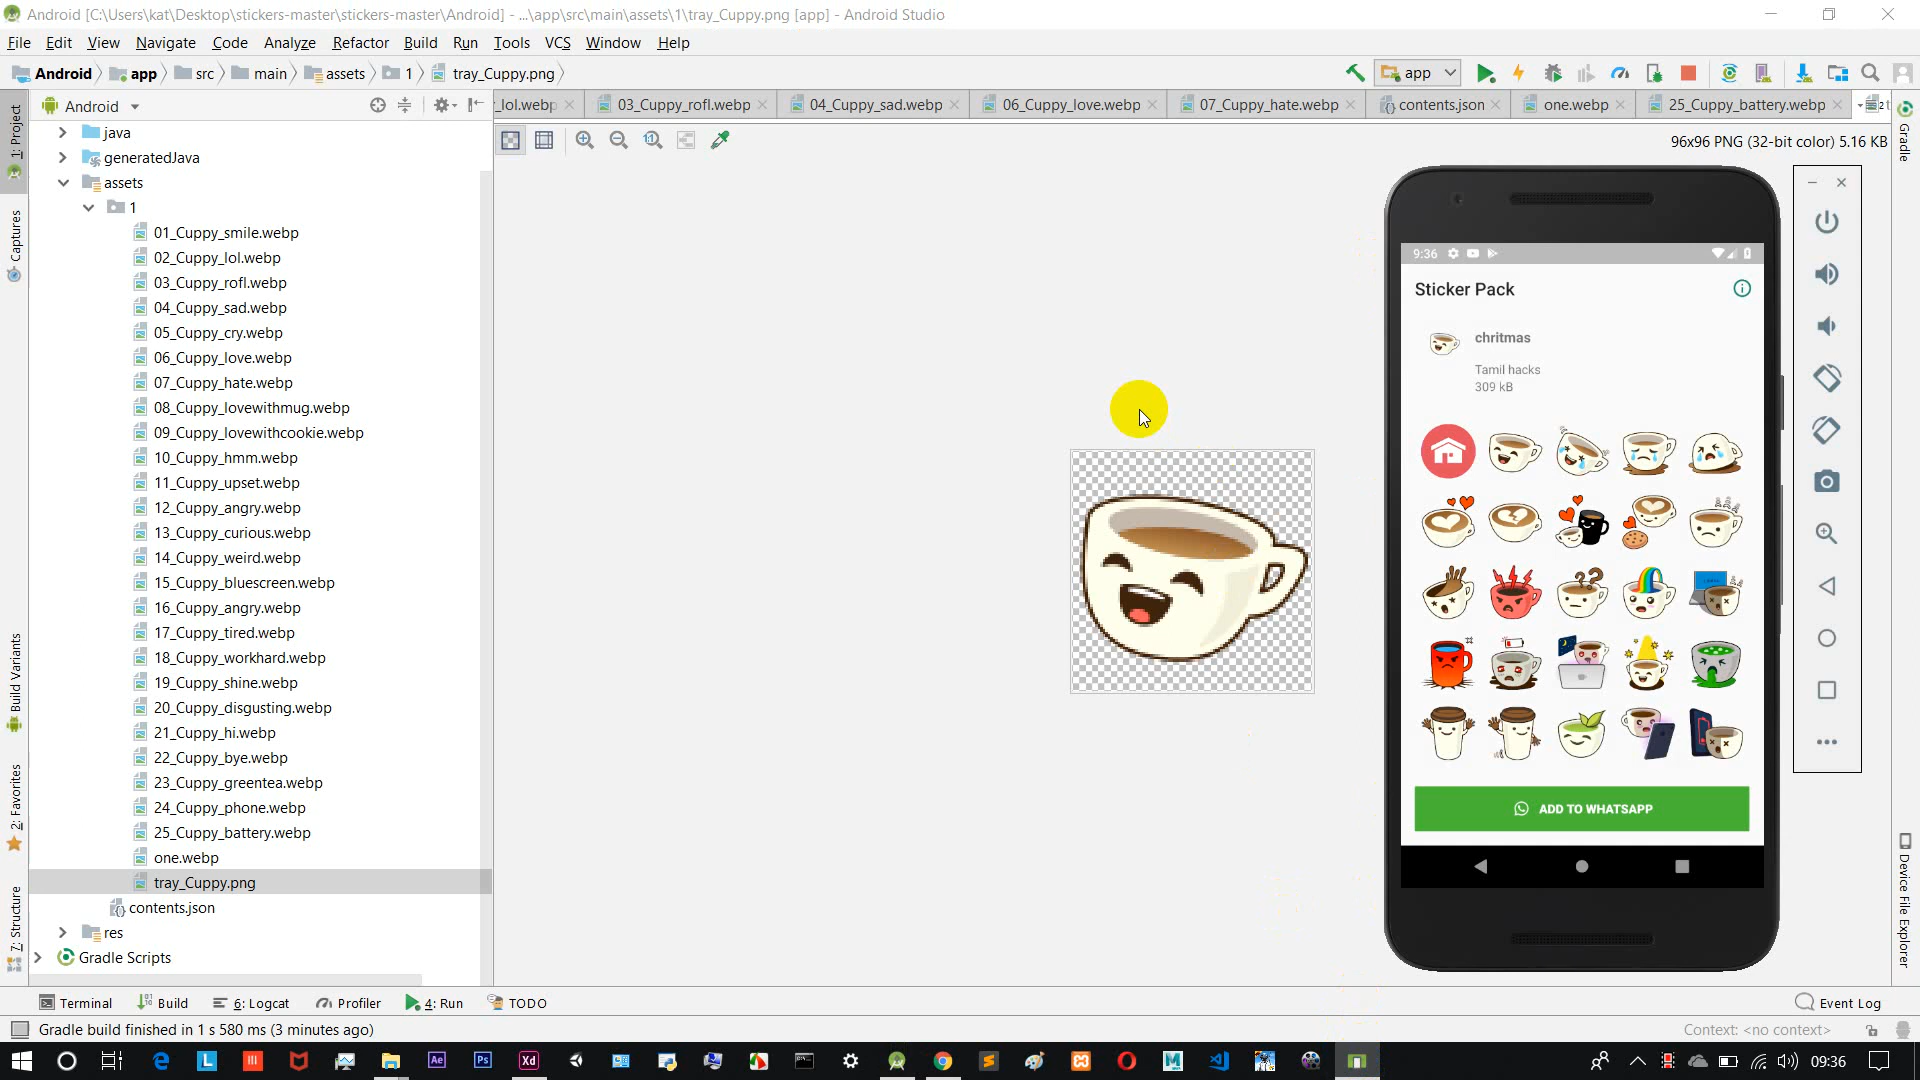 Android [C:\Users\kat\Desktop\stickers-master\stickers-master\Android] - ...\app\src\main\assets\1\tray_Cuppy.png [app] - Android Studio
File Edit View Navigate Code Analyze Refactor Build Run Tools VCS Window Help
Android app src main assets 1 tray_Cuppy.png
app
Android
_lol.webp 03_Cuppy_rofl.webp 04_Cuppy_sad.webp 06_Cuppy_love.webp 07_Cuppy_hate.webp contents.json one.webp 25_Cuppy_battery.webp
96x96 PNG (32-bit color) 5.16 KB
1: Project
Captures
Build Variants
2: Favorites
7: Structure
java
generatedJava
assets
1
01_Cuppy_smile.webp
02_Cuppy_lol.webp
03_Cuppy_rofl.webp
04_Cuppy_sad.webp
05_Cuppy_cry.webp
06_Cuppy_love.webp
07_Cuppy_hate.webp
08_Cuppy_lovewithmug.webp
09_Cuppy_lovewithcookie.webp
10_Cuppy_hmm.webp
11_Cuppy_upset.webp
12_Cuppy_angry.webp
13_Cuppy_curious.webp
14_Cuppy_weird.webp
15_Cuppy_bluescreen.webp
16_Cuppy_angry.webp
17_Cuppy_tired.webp
18_Cuppy_workhard.webp
19_Cuppy_shine.webp
20_Cuppy_disgusting.webp
21_Cuppy_hi.webp
22_Cuppy_bye.webp
23_Cuppy_greentea.webp
24_Cuppy_phone.webp
25_Cuppy_battery.webp
one.webp
tray_Cuppy.png
contents.json
res
Gradle Scripts
9:36
Sticker Pack
chritmas
Tamil hacks
309 kB
ADD TO WHATSAPP
Gradle
Device File Explorer
Terminal Build 6: Logcat Profiler 4: Run TODO
Event Log
Gradle build finished in 1 s 580 ms (3 minutes ago)
Context: <no context>
09:36